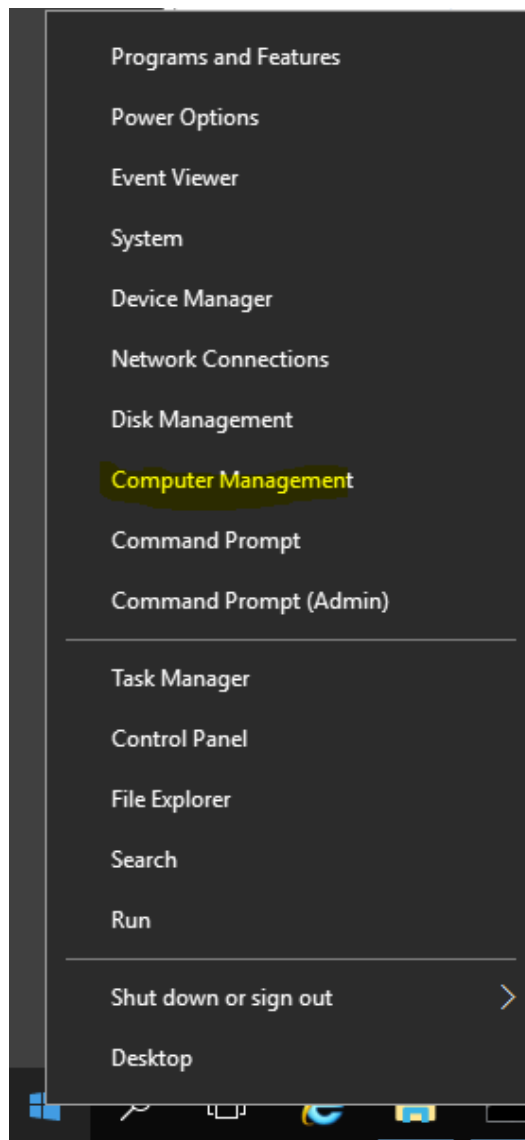 Programs and Features
Power Options
Event Viewer
System
Device Manager
Network Connections
Disk Management
Computer Management
Command Prompt
Command Prompt (Admin)
Task Manager
Control Panel
File Explorer
Search
Run
Shut down or sign out
Desktop